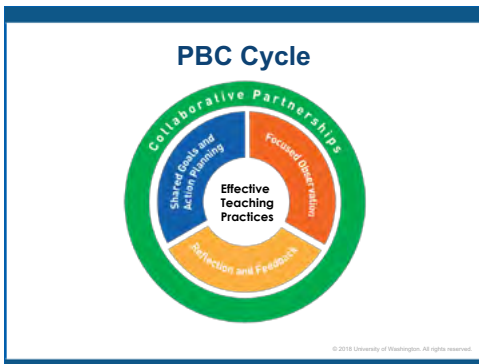 PBC Cycle
Collaborative Partnerships
Shared Goals and
Action Planning
Focused Observation
Effective
Teaching
Practices
Reflection and Feedback
© 2018 University of Washington. All rights reserved.